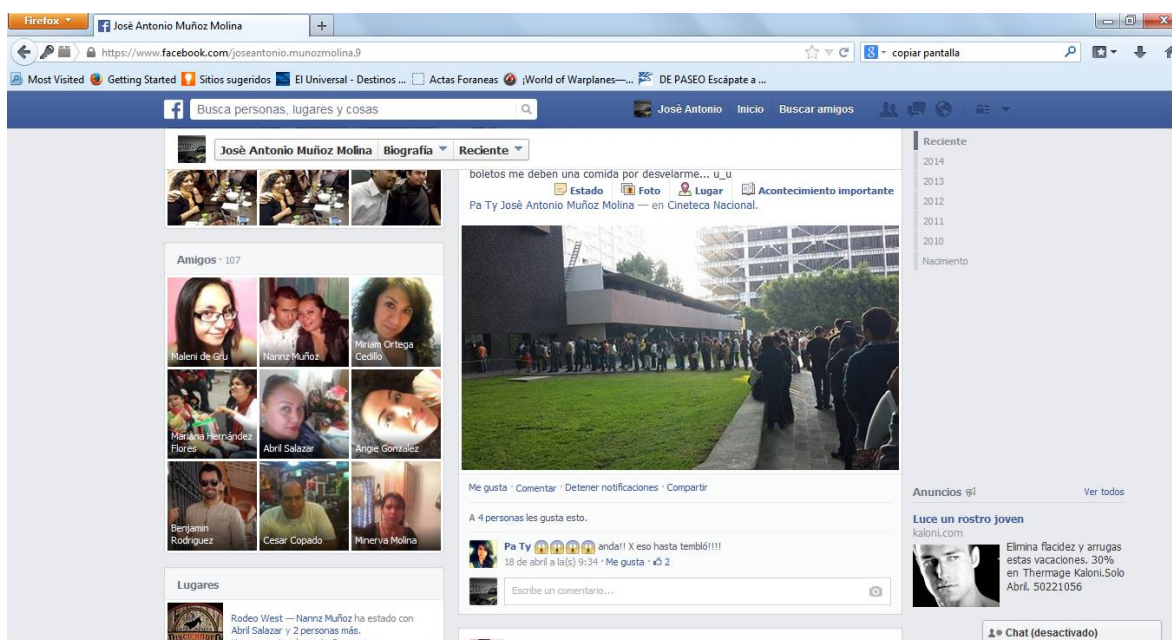 Firefox
Josè Antonio Muñoz Molina
https://www.facebook.com/joseantonio.munozmolina.9
copiar pantalla
Most Visited
Getting Started
Sitios sugeridos
El Universal - Destinos ...
Actas Foraneas
¡World of Warplanes—...
DE PASEO Escápate a ...
Busca personas, lugares y cosas
Josè Antonio
Inicio
Buscar amigos
Josè Antonio Muñoz Molina
Biografía
Reciente
boletos me deben una comida por desvelarme... u_u
Estado
Foto
Lugar
Acontecimiento importante
Pa Ty Josè Antonio Muñoz Molina — en Cineteca Nacional.
Amigos · 107
Maleni de Gru
Nannz Muñoz
Miriam Ortega
Cedillo
Mariana Hernández
Flores
Abril Salazar
Angie Gonzalez
Benjamin
Rodriguez
Cesar Copado
Minerva Molina
Lugares
Rodeo West — Nannz Muñoz ha estado con
Abril Salazar y 2 personas más.
Me gusta · Comentar · Detener notificaciones · Compartir
A 4 personas les gusta esto.
Pa Ty 😱😱😱😱 anda!! X eso hasta tembló!!!!
18 de abril a la(s) 9:34 · Me gusta · 2
Escribe un comentario...
Reciente
2014
2013
2012
2011
2010
Nacimiento
Anuncios
Ver todos
Luce un rostro joven
kaloni.com
Elimina flacidez y arrugas
estas vacaciones. 30%
en Thermage Kaloni.Solo
Abril. 50221056
Chat (desactivado)